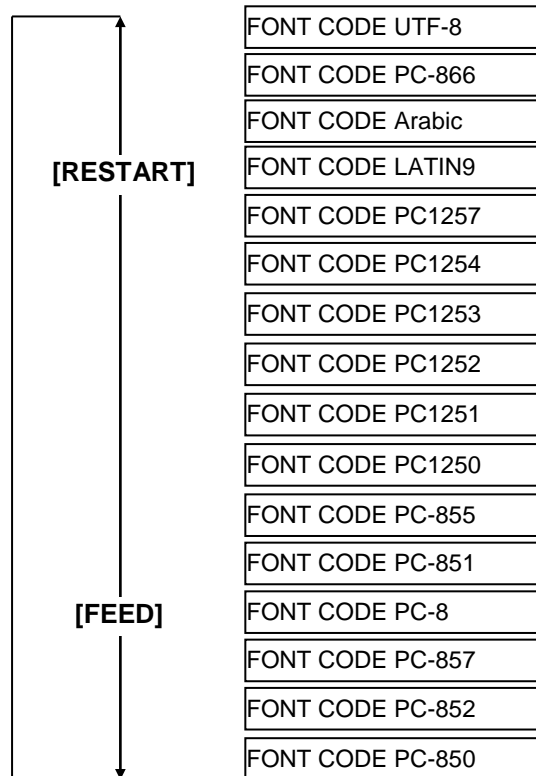 FONT CODE UTF-8
FONT CODE PC-866
FONT CODE Arabic
[RESTART]
FONT CODE LATIN9
FONT CODE PC1257
FONT CODE PC1254
FONT CODE PC1253
FONT CODE PC1252
FONT CODE PC1251
FONT CODE PC1250
FONT CODE PC-855
FONT CODE PC-851
[FEED]
FONT CODE PC-8
FONT CODE PC-857
FONT CODE PC-852
FONT CODE PC-850